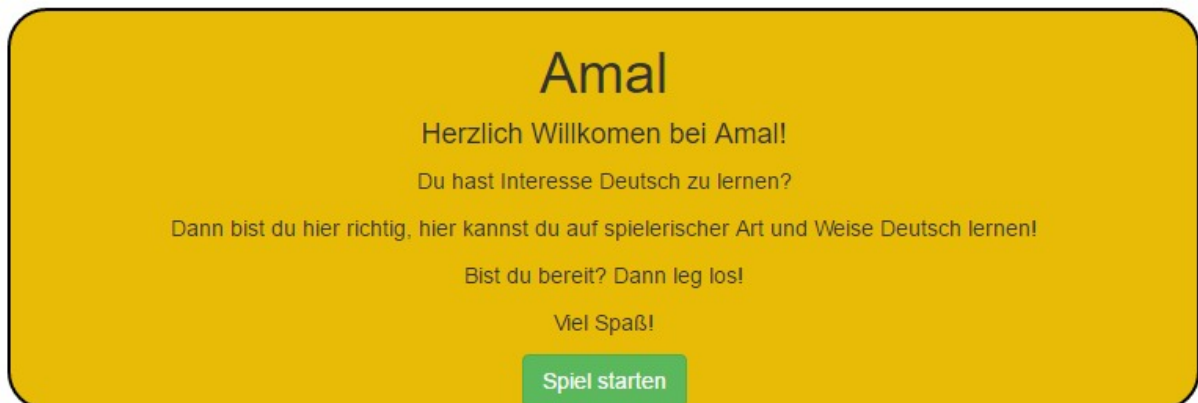 Amal
Herzlich Willkomen bei Amal!
Du hast Interesse Deutsch zu lernen?
Dann bist du hier richtig, hier kannst du auf spielerischer Art und Weise Deutsch lernen!
Bist du bereit? Dann leg los!
Viel Spaß!
Spiel starten